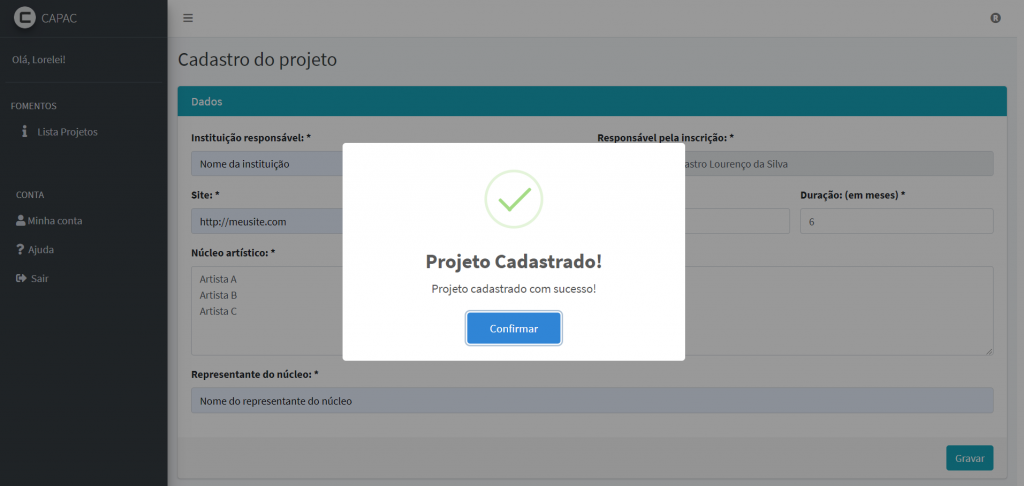 CAPAC
Olá, Lorelei!
FOMENTOS
Lista Projetos
CONTA
Minha conta
Ajuda
Sair
Cadastro do projeto
Dados
Instituição responsável: *
Responsável pela inscrição: *
Nome da instituição
Lourenço da Silva
Site: *
Duração: (em meses) *
http://meusite.com
6
Núcleo artístico: *
Artista A
Artista B
Artista C
Projeto Cadastrado!
Projeto cadastrado com sucesso!
Confirmar
Representante do núcleo: *
Nome do representante do núcleo
Gravar